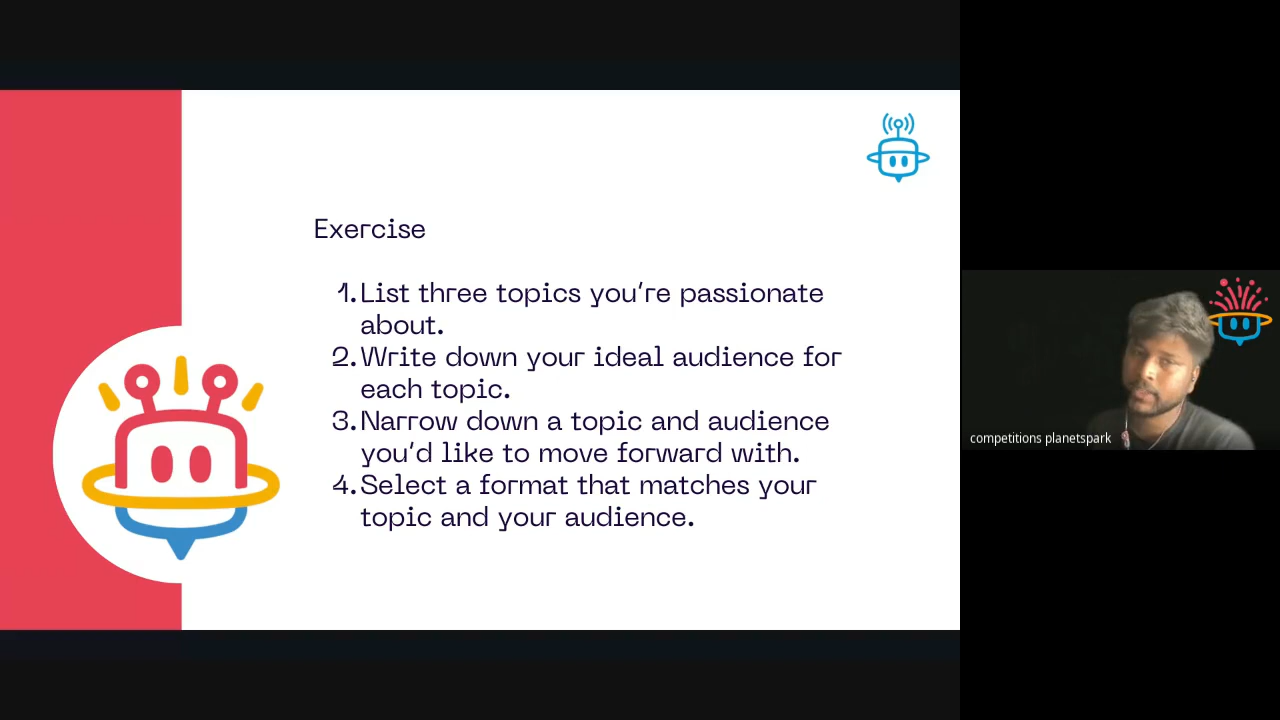 Exercise
1. List three topics you're passionate
about.
2. Write down your ideal audience for
each topic.
3. Narrow down a topic and audience
you'd like to move forward with.
4. Select a format that matches your
topic and your audience.
competitions planetspark